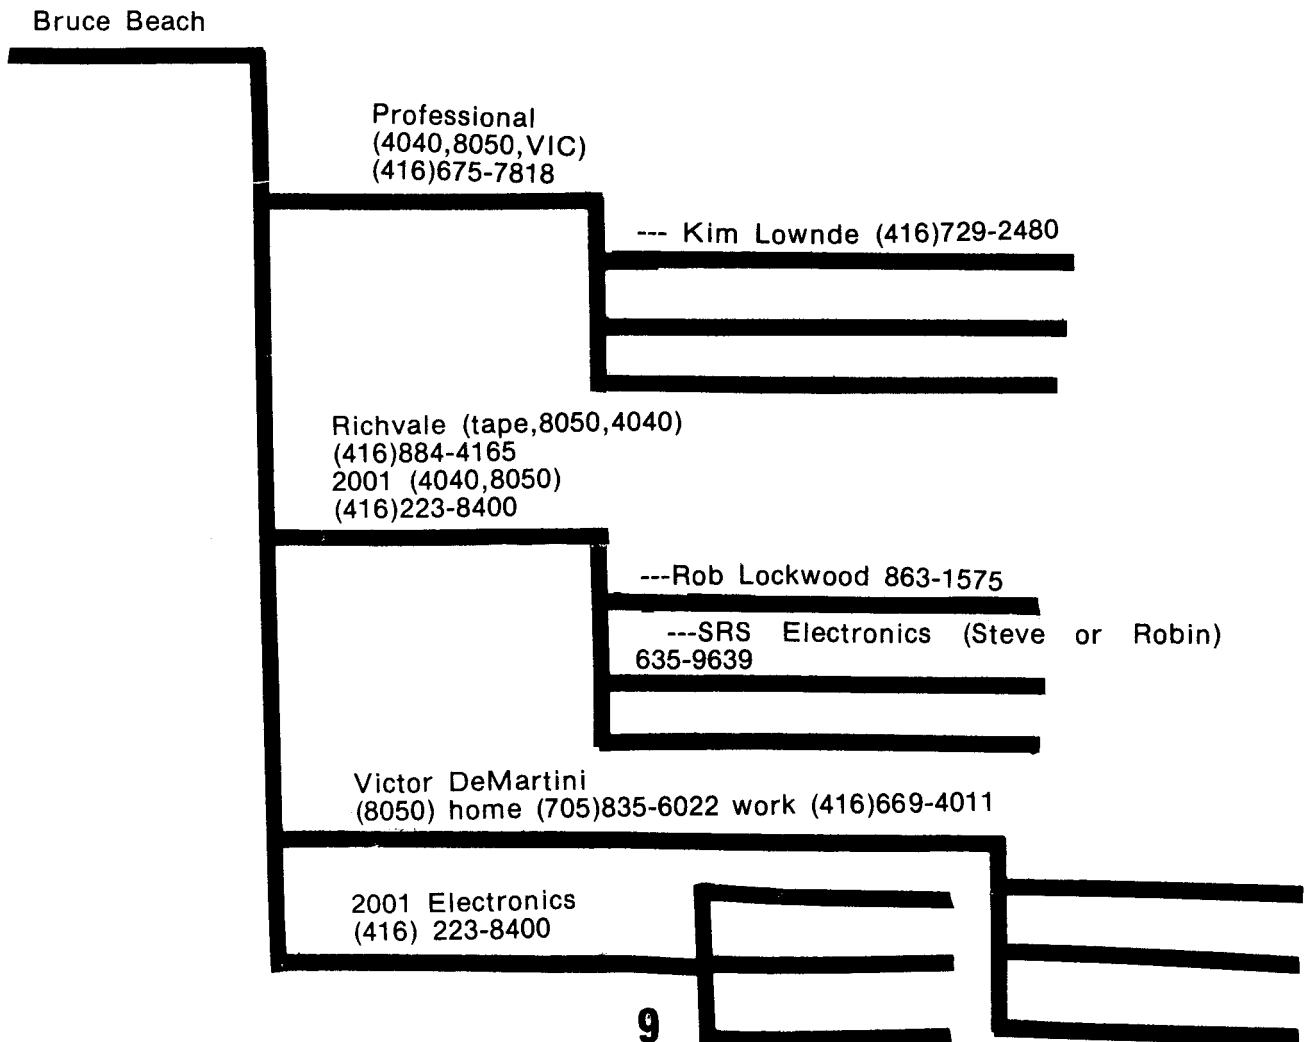 Bruce Beach
Professional
(4040,8050,VIC)
(416)675-7818
--- Kim Lownde (416)729-2480
Richvale (tape,8050,4040)
(416)884-4165
2001 (4040,8050)
(416)223-8400
---Rob Lockwood 863-1575
---SRS Electronics (Steve or Robin)
635-9639
Victor DeMartini
(8050) home (705)835-6022 work (416)669-4011
2001 Electronics
(416) 223-8400
9